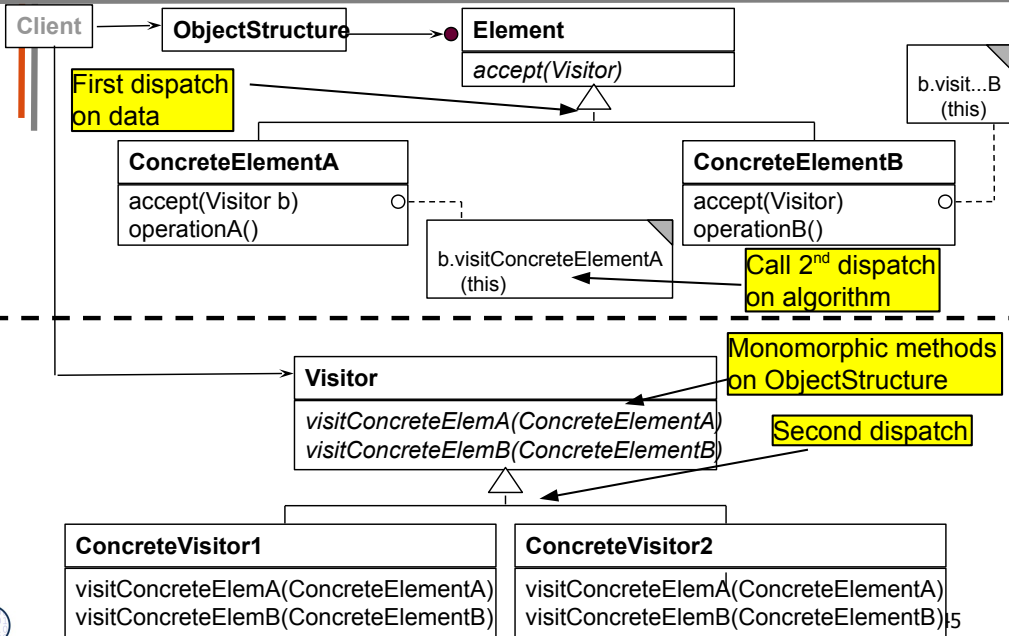 Client
ObjectStructure
Element
accept(Visitor)
First dispatch
on data
b.visit...B
(this)
ConcreteElementA
accept(Visitor b)
operationA()
ConcreteElementB
accept(Visitor)
operationB()
b.visitConcreteElementA
(this)
Call 2nd dispatch
on algorithm
Monomorphic methods
on ObjectStructure
Visitor
visitConcreteElemA(ConcreteElementA)
visitConcreteElemB(ConcreteElementB)
Second dispatch
ConcreteVisitor1
visitConcreteElemA(ConcreteElementA)
visitConcreteElemB(ConcreteElementB)
ConcreteVisitor2
visitConcreteElemA(ConcreteElementA)
visitConcreteElemB(ConcreteElementB)